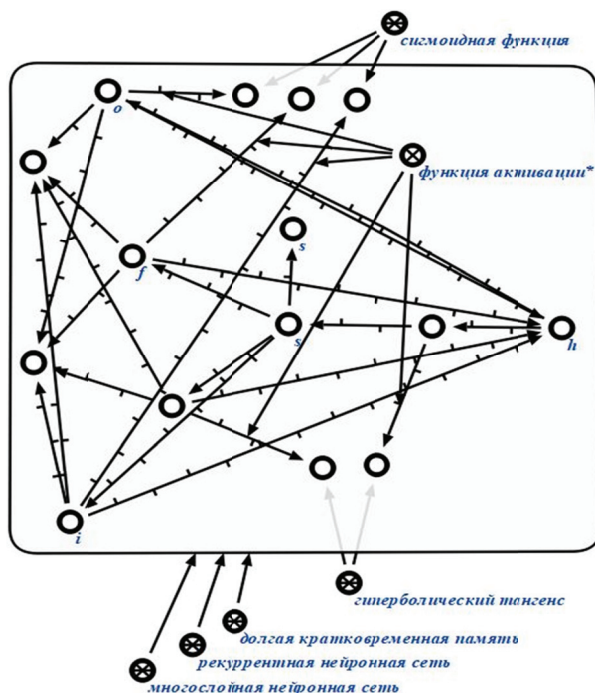 сигмоидная функция
o
функция активации*
s
f
s
h
i
гиперболический тангенс
долгая кратковременная память
рекуррентная нейронная сеть
многослойная нейронная сеть